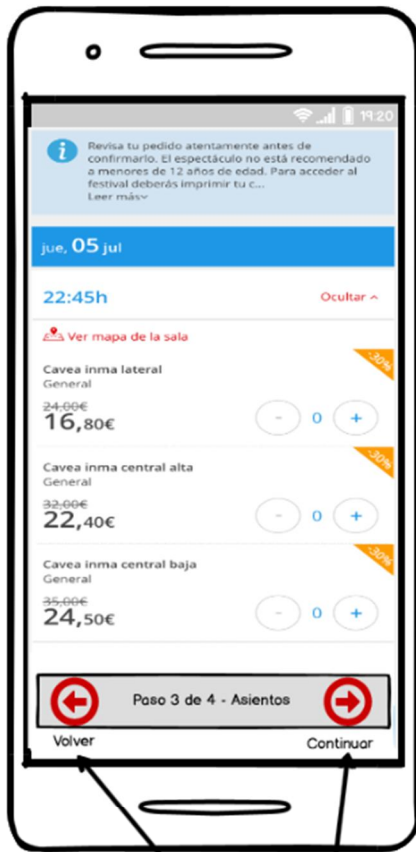 19:20
Revisa tu pedido atentamente antes de
confirmarlo. El espectáculo no está recomendado
a menores de 12 años de edad. Para acceder al
festival deberás imprimir tu c...
Leer más
jue, 05 jul
22:45h Ocultar
Ver mapa de la sala
-30%
Cavea inma lateral
General
24,00€
16,80€ - 0 +
-30%
Cavea inma central alta
General
32,00€
22,40€ - 0 +
-30%
Cavea inma central baja
General
35,00€
24,50€ - 0 +
Paso 3 de 4 - Asientos
Volver Continuar